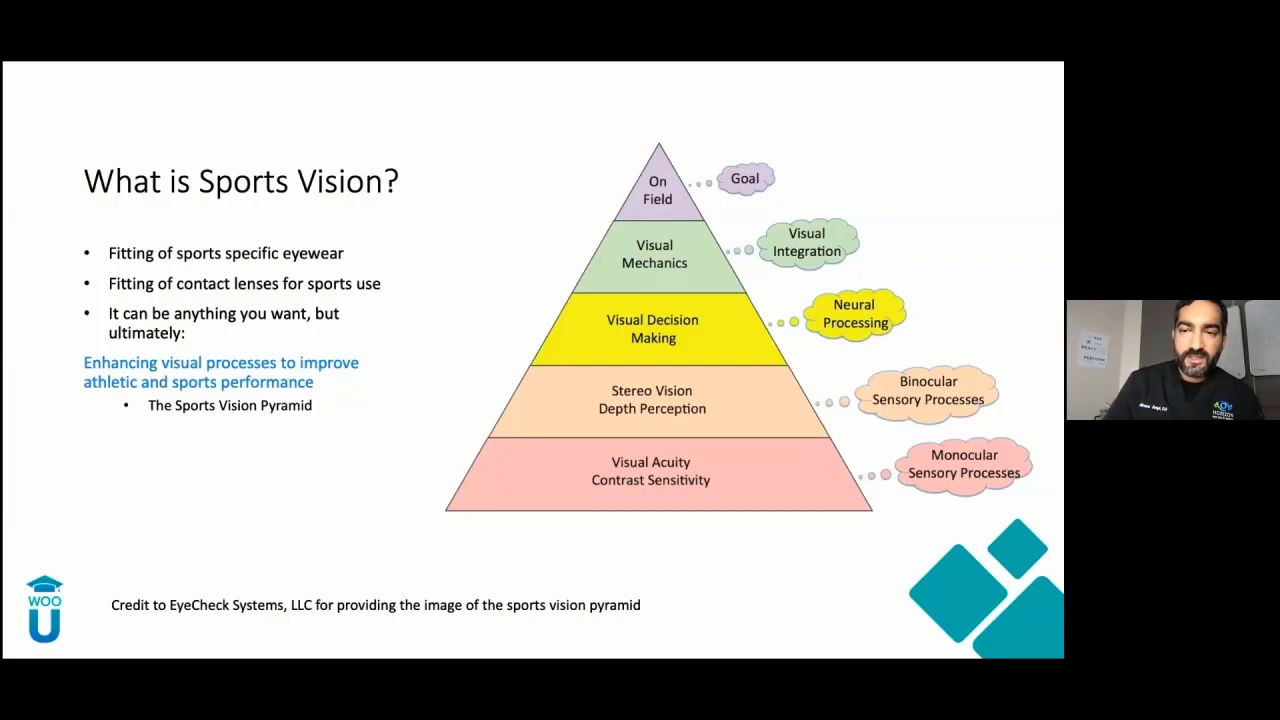 What is Sports Vision?
• Fitting of sports specific eyewear
• Fitting of contact lenses for sports use
• It can be anything you want, but
ultimately:
Enhancing visual processes to improve
athletic and sports performance
• The Sports Vision Pyramid
On
Field
Goal
Visual
Mechanics
Visual
Integration
Visual Decision
Making
Neural
Processing
Stereo Vision
Depth Perception
Binocular
Sensory Processes
Visual Acuity
Contrast Sensitivity
Monocular
Sensory Processes
WOO
U
Credit to EyeCheck Systems, LLC for providing the image of the sports vision pyramid
HORIZON